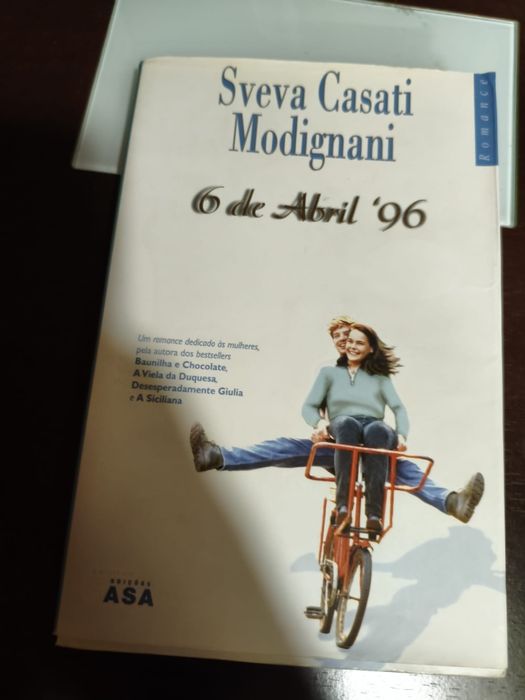 Sveva Casati
Modignani
Romance
6 de Abril '96
Um romance dedicado às mulheres,
pela autora dos bestsellers
Baunilha e Chocolate,
A Viela da Duquesa,
Desesperadamente Giulia
e A Siciliana
EDIÇÕES
ASA